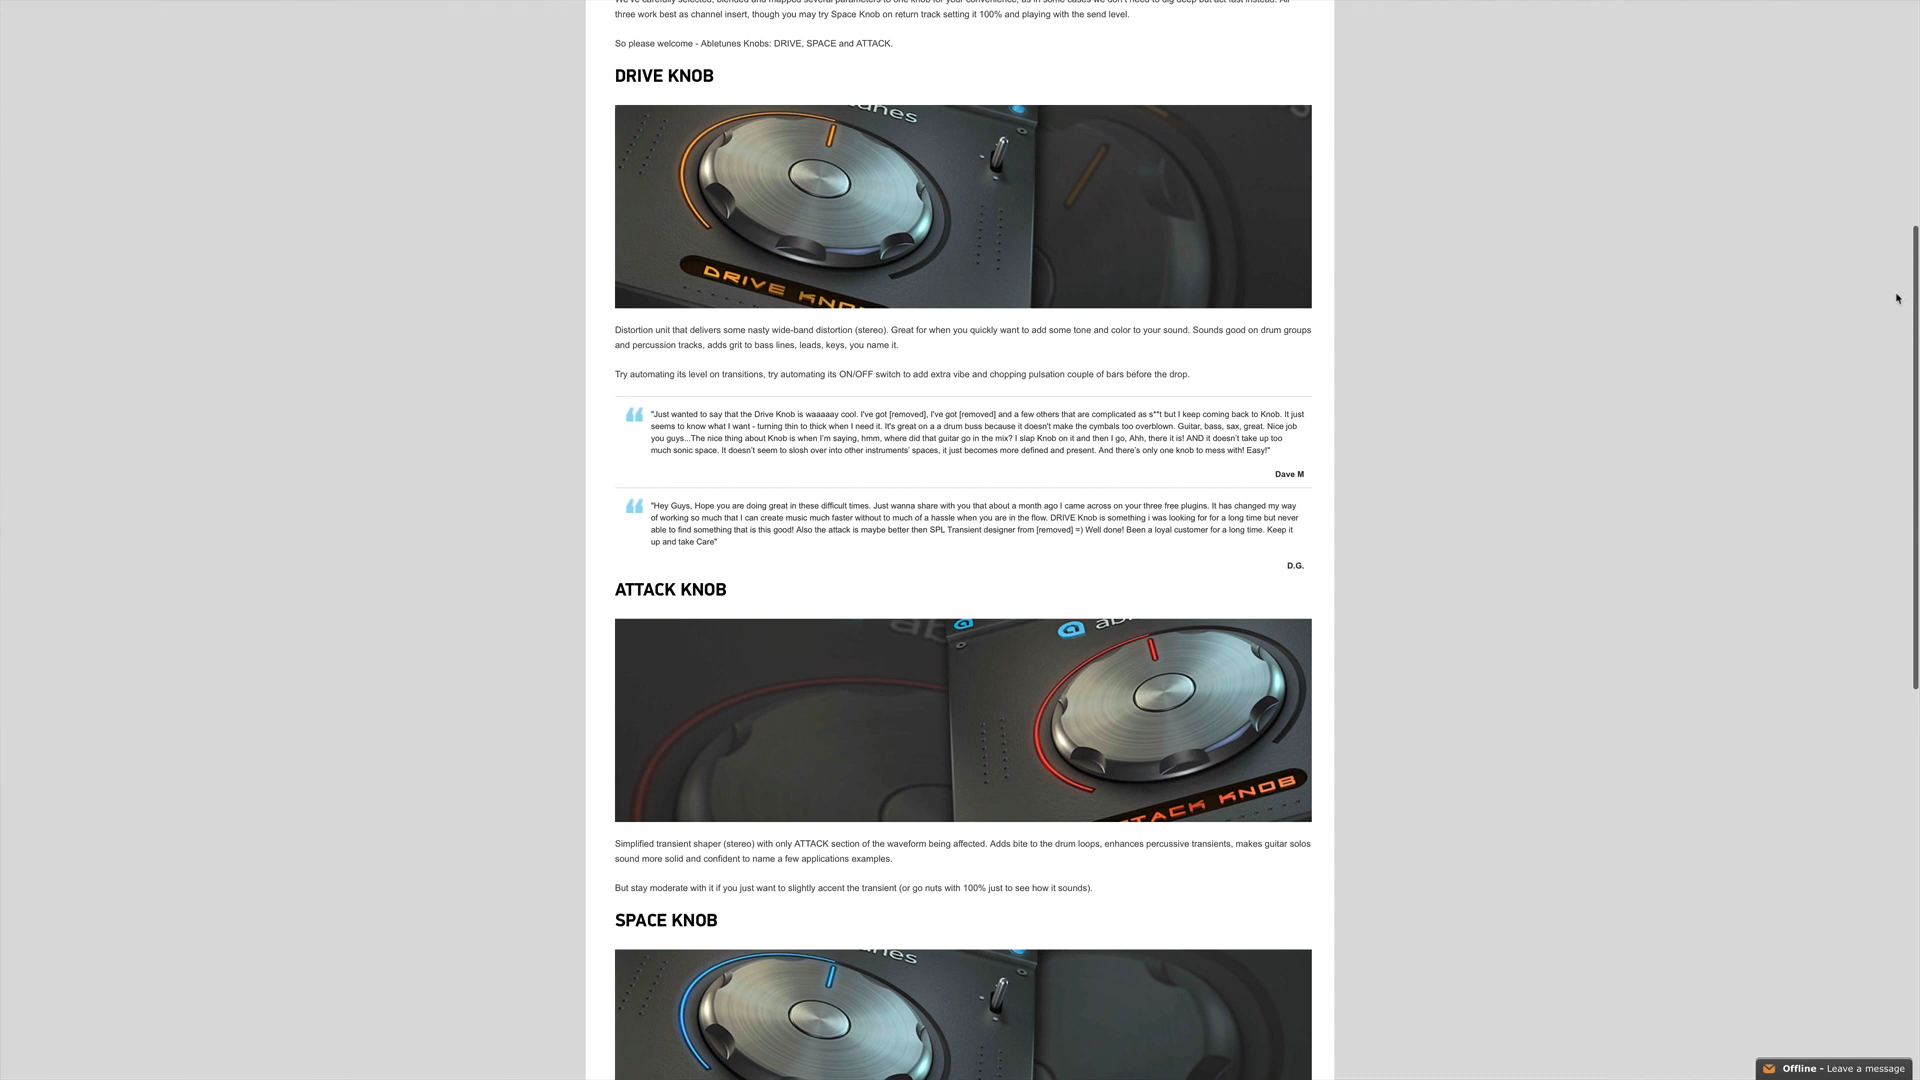 three work best as channel insert, though you may try Space Knob on return track setting it 100% and playing with the send level.
So please welcome - Abletunes Knobs: DRIVE, SPACE and ATTACK.
DRIVE KNOB
DRIVE
Distortion unit that delivers some nasty wide-band distortion (stereo). Great for when you quickly want to add some tone and color to your sound. Sounds good on drum groups
and percussion tracks, adds grit to bass lines, leads, keys, you name it.
Try automating its level on transitions, try automating its ON/OFF switch to add extra vibe and chopping pulsation couple of bars before the drop.
"Just wanted to say that the Drive Knob is waaaaay cool. I've got [removed], I've got [removed] and a few others that are complicated as s**t but I keep coming back to Knob. It just
seems to know what I want - turning thin to thick when I need it. It's great on a a drum buss because it doesn't make the cymbals too overblown. Guitar, bass, sax, great. Nice job
you guys...The nice thing about Knob is when I'm saying, hmm, where did that guitar go in the mix? I slap Knob on it and then I go, Ahh, there it is! AND it doesn't take up too
much sonic space. It doesn't seem to slosh over into other instruments' spaces, it just becomes more defined and present. And there's only one knob to mess with! Easy!"
Dave M
"Hey Guys, Hope you are doing great in these difficult times. Just wanna share with you that about a month ago I came across on your three free plugins. It has changed my way
of working so much that I can create music much faster without to much of a hassle when you are in the flow. DRIVE Knob is something i was looking for for a long time but never
able to find something that is this good! Also the attack is maybe better then SPL Transient designer from [removed] =) Well done! Been a loyal customer for a long time. Keep it
up and take Care"
D.G.
ATTACK KNOB
KNOB
Simplified transient shaper (stereo) with only ATTACK section of the waveform being affected. Adds bite to the drum loops, enhances percussive transients, makes guitar solos
sound more solid and confident to name a few applications examples.
But stay moderate with it if you just want to slightly accent the transient (or go nuts with 100% just to see how it sounds).
SPACE KNOB
Offline - Leave a message